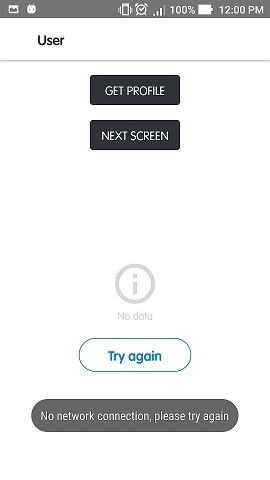 100% 12:00 PM
User
GET PROFILE
NEXT SCREEN
No data
Try again
No network connection, please try again